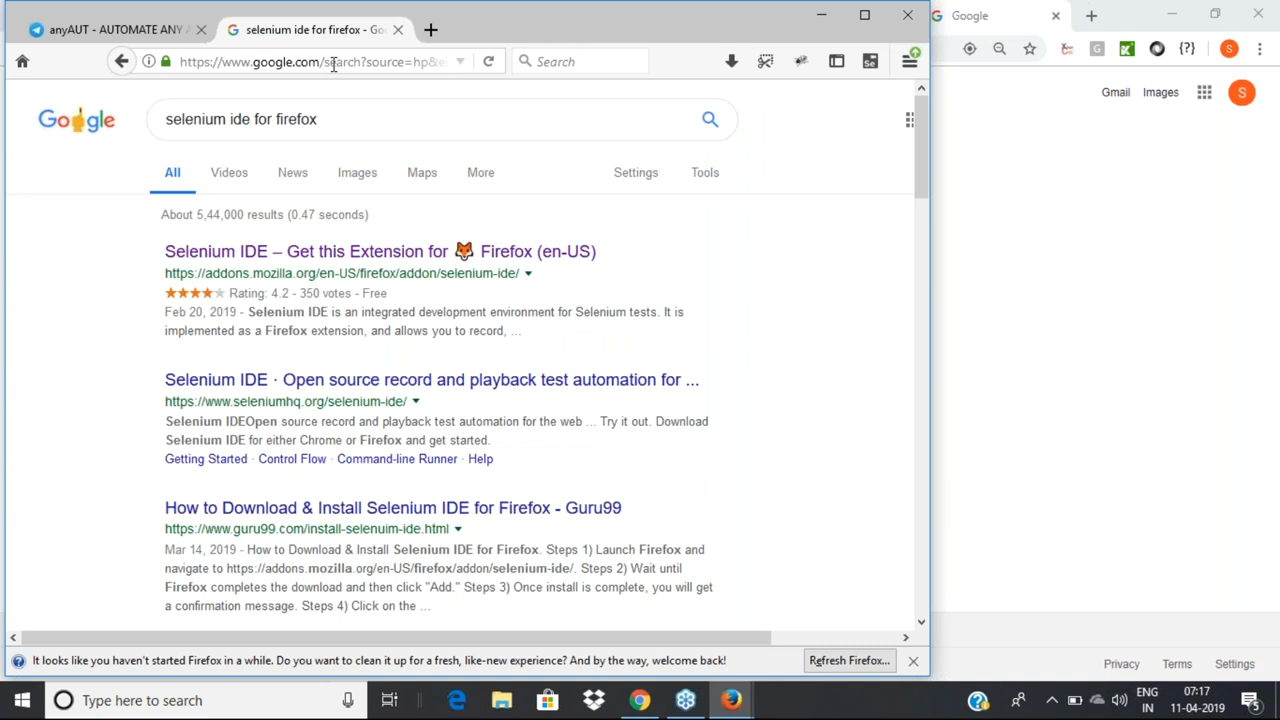 anyAUT - AUTOMATE ANY A
selenium ide for firefox - Goo
Google
https://www.google.com/search?source=hp&e
Search
Gmail
Images
S
S
Google
selenium ide for firefox
All
Videos
News
Images
Maps
More
Settings
Tools
About 5,44,000 results (0.47 seconds)
Selenium IDE – Get this Extension for 🦊 Firefox (en-US)
https://addons.mozilla.org/en-US/firefox/addon/selenium-ide/
Rating: 4.2 - 350 votes - Free
Feb 20, 2019 - Selenium IDE is an integrated development environment for Selenium tests. It is
implemented as a Firefox extension, and allows you to record, ...
Selenium IDE · Open source record and playback test automation for ...
https://www.seleniumhq.org/selenium-ide/
Selenium IDEOpen source record and playback test automation for the web ... Try it out. Download
Selenium IDE for either Chrome or Firefox and get started.
Getting Started · Control Flow · Command-line Runner · Help
How to Download & Install Selenium IDE for Firefox - Guru99
https://www.guru99.com/install-selenuim-ide.html
Mar 14, 2019 - How to Download & Install Selenium IDE for Firefox. Steps 1) Launch Firefox and
navigate to https://addons.mozilla.org/en-US/firefox/addon/selenium-ide/. Steps 2) Wait until
Firefox completes the download and then click "Add." Steps 3) Once install is complete, you will get
a confirmation message. Steps 4) Click on the ...
It looks like you haven't started Firefox in a while. Do you want to clean it up for a fresh, like-new experience? And by the way, welcome back!
Refresh Firefox...
Privacy
Terms
Settings
Type here to search
ENG
IN
07:17
11-04-2019
5